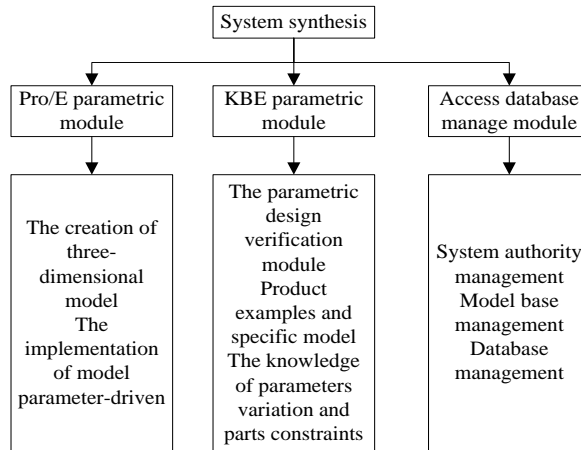 System synthesis
Pro/E parametric
module
KBE parametric
module
Access database
manage module
The creation of
three-
dimensional
model
The
implementation
of model
parameter-driven
The parametric
design
verification
module
Product
examples and
specific model
The knowledge
of parameters
variation and
parts constraints
System authority
management
Model base
management
Database
management